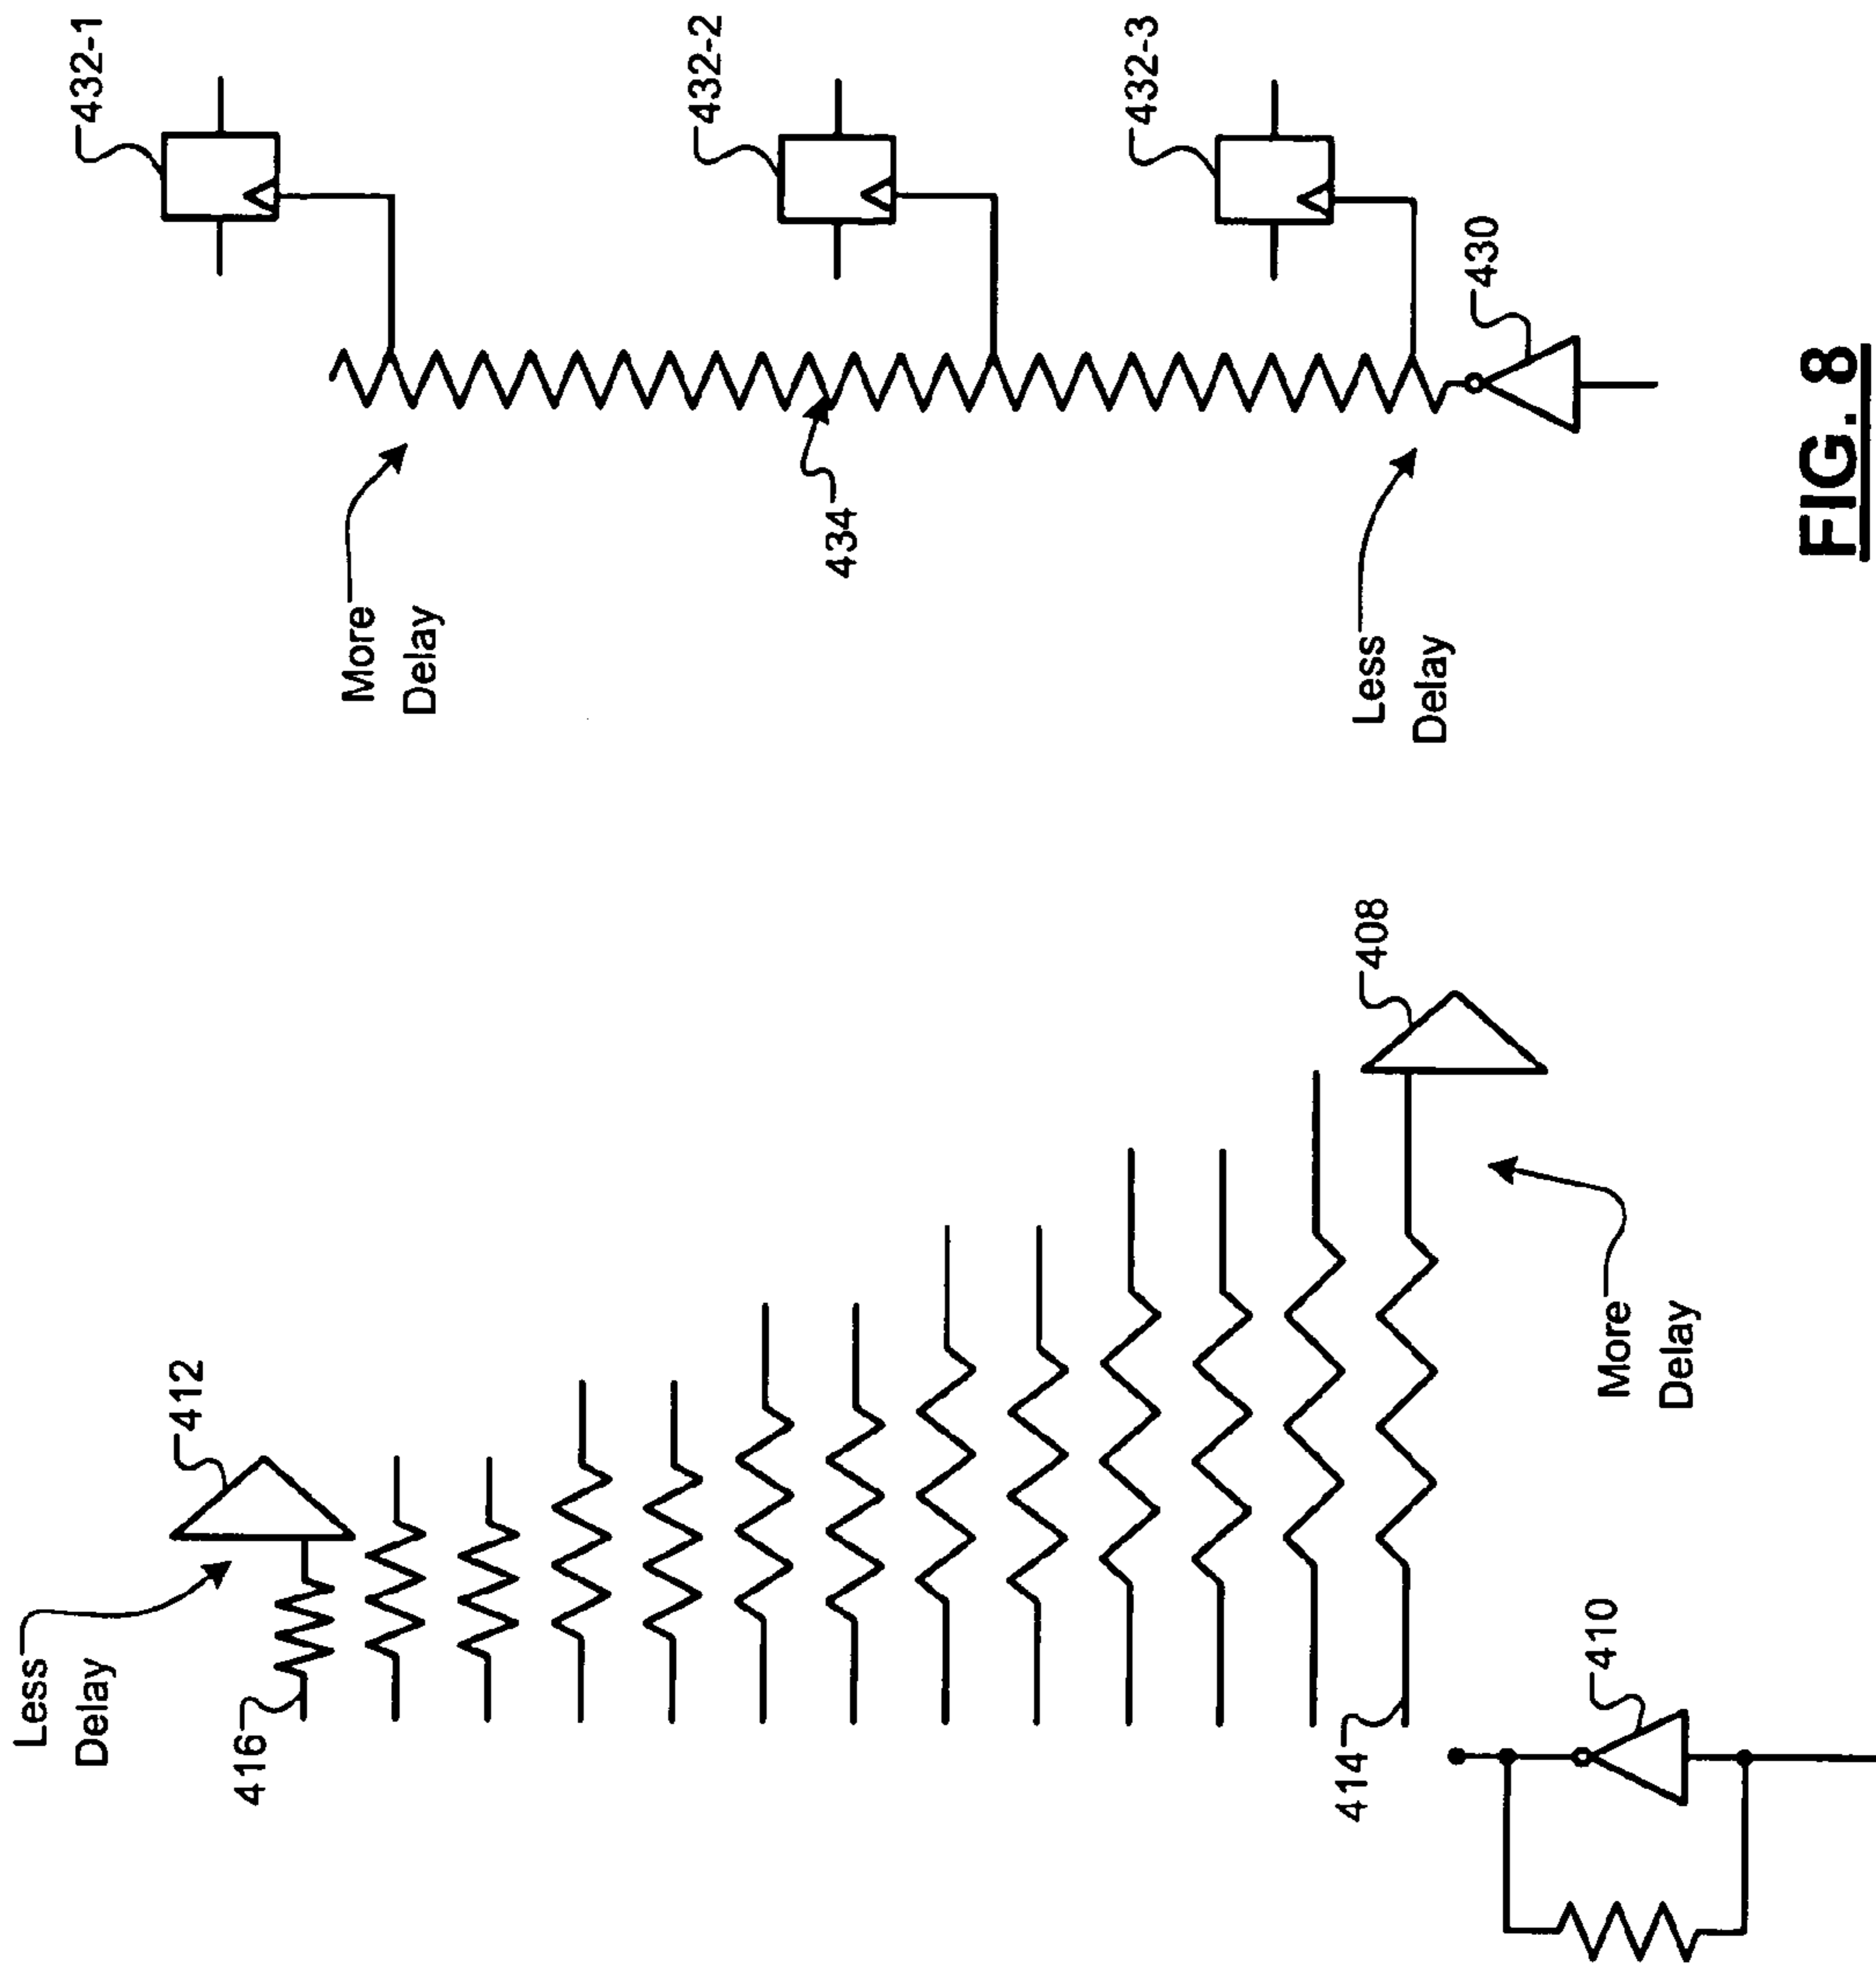 Less
Delay
412
416
414
410
408
More
Delay
432-1
432-2
432-3
More
Delay
434
Less
Delay
430
FIG. 8